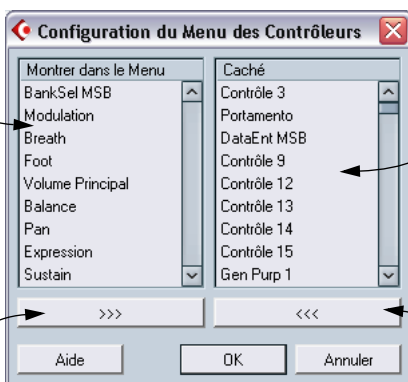 Configuration du Menu des Contrôleurs
Montrer dans le Menu
BankSel MSB
Modulation
Breath
Foot
Volume Principal
Balance
Pan
Expression
Sustain
Caché
Contrôle 3
Portamento
DataEnt MSB
Contrôle 9
Contrôle 12
Contrôle 13
Contrôle 14
Contrôle 15
Gen Purp 1
>>>
<<<
Aide
OK
Annuler